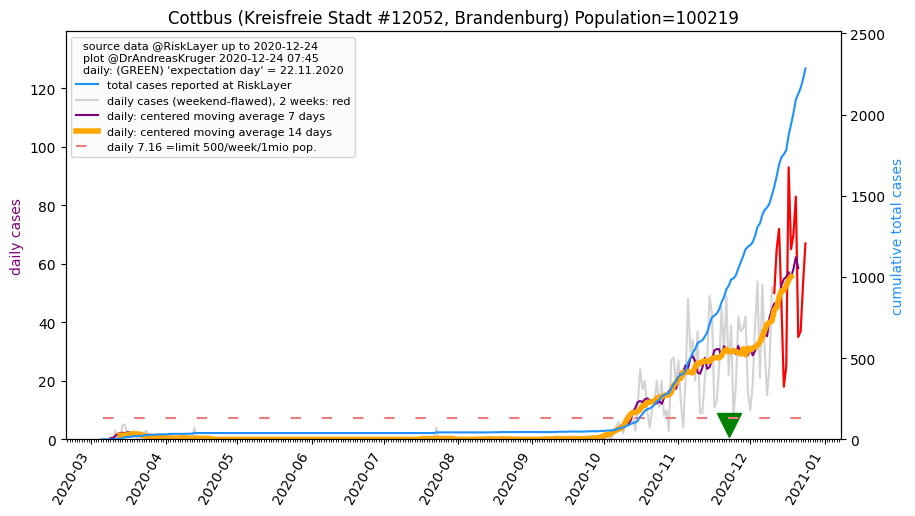 Cottbus (Kreisfreie Stadt #12052, Brandenburg) Population=100219
source data @RiskLayer up to 2020-12-24
plot @DrAndreasKruger 2020-12-24 07:45
daily: (GREEN) 'expectation day' = 22.11.2020
total cases reported at RiskLayer
daily cases (weekend-flawed), 2 weeks: red
daily: centered moving average 7 days
daily: centered moving average 14 days
daily 7.16 =limit 500/week/1mio pop.
daily cases
120
100
80
60
40
20
0
cumulative total cases
2500
2000
1500
1000
500
0
2020-03
2020-04
2020-05
2020-06
2020-07
2020-08
2020-09
2020-10
2020-11
2020-12
2021-01